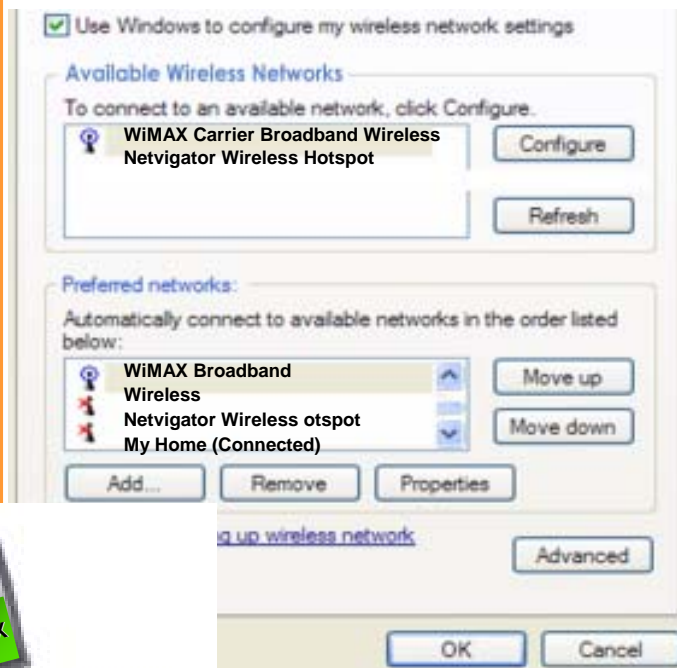 Use Windows to configure my wireless network settings
Available Wireless Networks
To connect to an available network, click Configure.
WiMAX Carrier Broadband Wireless
Netvigator Wireless Hotspot
Configure
Refresh
Preferred networks:
Automatically connect to available networks in the order listed
below:
WiMAX Broadband
Wireless
Netvigator Wireless otspot
My Home (Connected)
Move up
Move down
Add...
Remove
Properties
up wireless network
Advanced
OK
Cancel